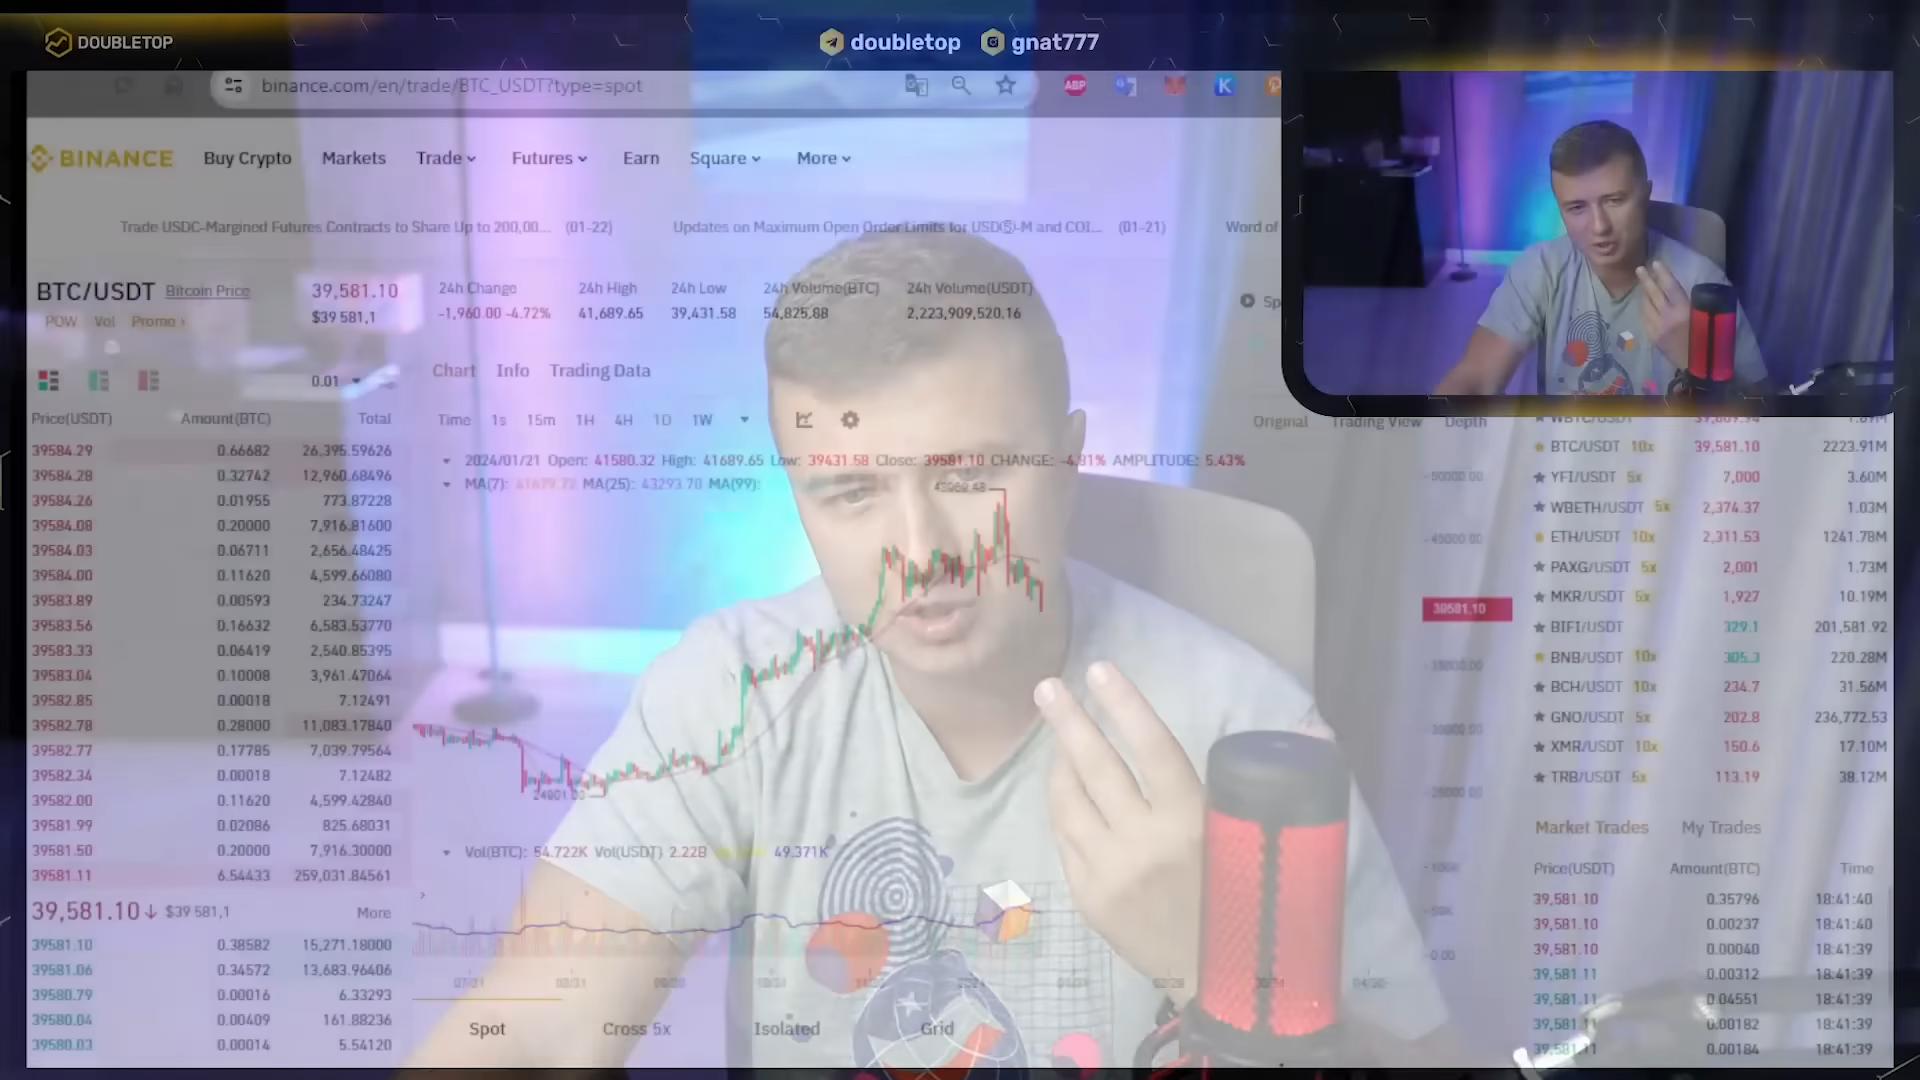 DOUBLETOP
doubletop gnat777
binance.com/en/trade/BTC_USDT?type=spot
ABP
K
BINANCE Buy Crypto Markets Trade Futures Earn Square More
Trade USDC-Margined Futures Contracts to Share Up to 200,00... (01-22) Updates on Maximum Open Order Limits for USDⓈ-M and COI... (01-21) Word of
BTC/USDT Bitcoin Price
POW Vol Promo
39,581.10
$39 581,1
24h Change 24h High 24h Low 24h Volume(BTC) 24h Volume(USDT)
-1,960.00 -4.72% 41,689.65 39,431.58 54,825.88 2,223,909,520.16
Sp
0.01
Chart Info Trading Data
Time 1s 15m 1H 4H 1D 1W
Original Trading View Depth
2024/01/21 Open: 41580.32 High: 41689.65 Low: 39431.58 Close: 39581.10 CHANGE: -4.81% AMPLITUDE: 5.43%
MA(7): MA(25): 43293.70 MA(99):
Price(USDT) Amount(BTC) Total
39584.29 0.66682 26,395.59626
39584.28 0.32742 12,960.68496
39584.26 0.01955 773.87228
39584.08 0.20000 7,916.81600
39584.03 0.06711 2,656.48425
39584.00 0.11620 4,599.66080
39583.89 0.00593 234.73247
39583.56 0.16632 6,583.53770
39583.33 0.06419 2,540.85395
39583.04 0.10008 3,961.47064
39582.85 0.00018 7.12491
39582.78 0.28000 11,083.17840
39582.77 0.17785 7,039.79564
39582.34 0.00018 7.12482
39582.00 0.11620 4,599.42840
39581.99 0.02086 825.68031
39581.50 0.20000 7,916.30000
39581.11 6.54433 259,031.84561
39,581.10 $39 581,1 More
39581.10 0.38582 15,271.18000
39581.06 0.34572 13,683.96406
39580.79 0.00016 6.33293
39580.04 0.00409 161.88236
39580.03 0.00014 5.54120
39581.10
24901.00
Vol(BTC): 54.722K Vol(USDT) 2.22B 49.371K
Spot Cross 5x Isolated Grid
BTC/USDT 10x 39,581.10 2223.91M
YFI/USDT 5x 7,000 3.60M
WBETH/USDT 5x 2,374.37 1.03M
ETH/USDT 10x 2,311.53 1241.78M
PAXG/USDT 5x 2,001 1.73M
MKR/USDT 5x 1,927 10.19M
BIFI/USDT 329.1 201,581.92
BNB/USDT 10x 305.3 220.28M
BCH/USDT 10x 234.7 31.56M
GNO/USDT 5x 202.8 236,772.53
XMR/USDT 10x 150.6 17.10M
TRB/USDT 5x 113.19 38.12M
Market Trades My Trades
Price(USDT) Amount(BTC) Time
39,581.10 0.35796 18:41:40
39,581.10 0.00237 18:41:40
39,581.10 0.00040 18:41:39
39,581.11 0.00312 18:41:39
39,581.11 0.04551 18:41:39
39,581.11 0.00182 18:41:39
39,581.11 0.00184 18:41:39